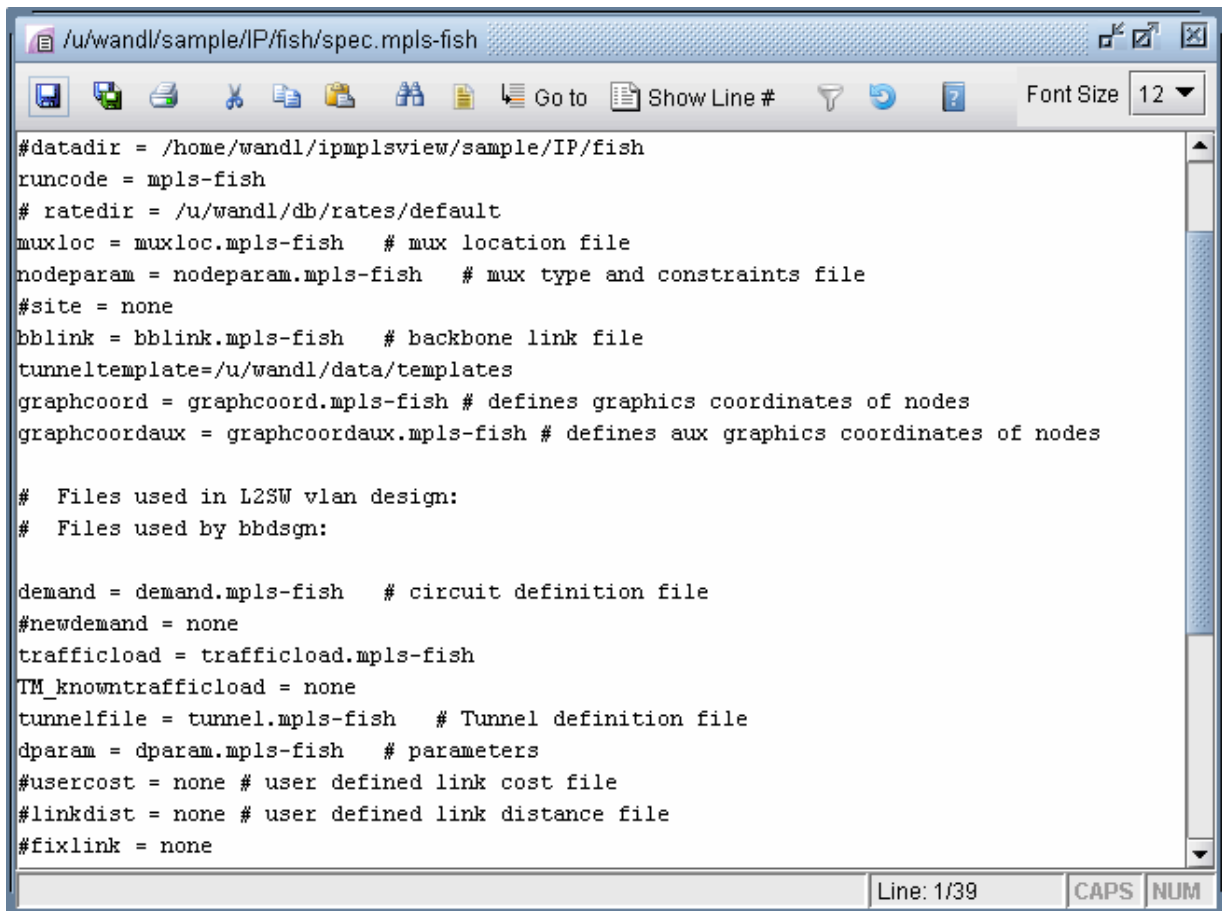 /u/wandl/sample/IP/fish/spec.mpls-fish
Go to Show Line # Font Size 12
#datadir = /home/wandl/ipmplsview/sample/IP/fish
runcode = mpls-fish
# ratedir = /u/wandl/db/rates/default
muxloc = muxloc.mpls-fish   # mux location file
nodeparam = nodeparam.mpls-fish   # mux type and constraints file
#site = none
bblink = bblink.mpls-fish   # backbone link file
tunneltemplate=/u/wandl/data/templates
graphcoord = graphcoord.mpls-fish # defines graphics coordinates of nodes
graphcoordaux = graphcoordaux.mpls-fish # defines aux graphics coordinates of nodes
#  Files used in L2SW vlan design:
#  Files used by bbdsgn:
demand = demand.mpls-fish   # circuit definition file
#newdemand = none
trafficload = trafficload.mpls-fish
TM_knowntrafficload = none
tunnelfile = tunnel.mpls-fish   # Tunnel definition file
dparam = dparam.mpls-fish   # parameters
#usercost = none # user defined link cost file
#linkdist = none # user defined link distance file
#fixlink = none
Line: 1/39 CAPS NUM